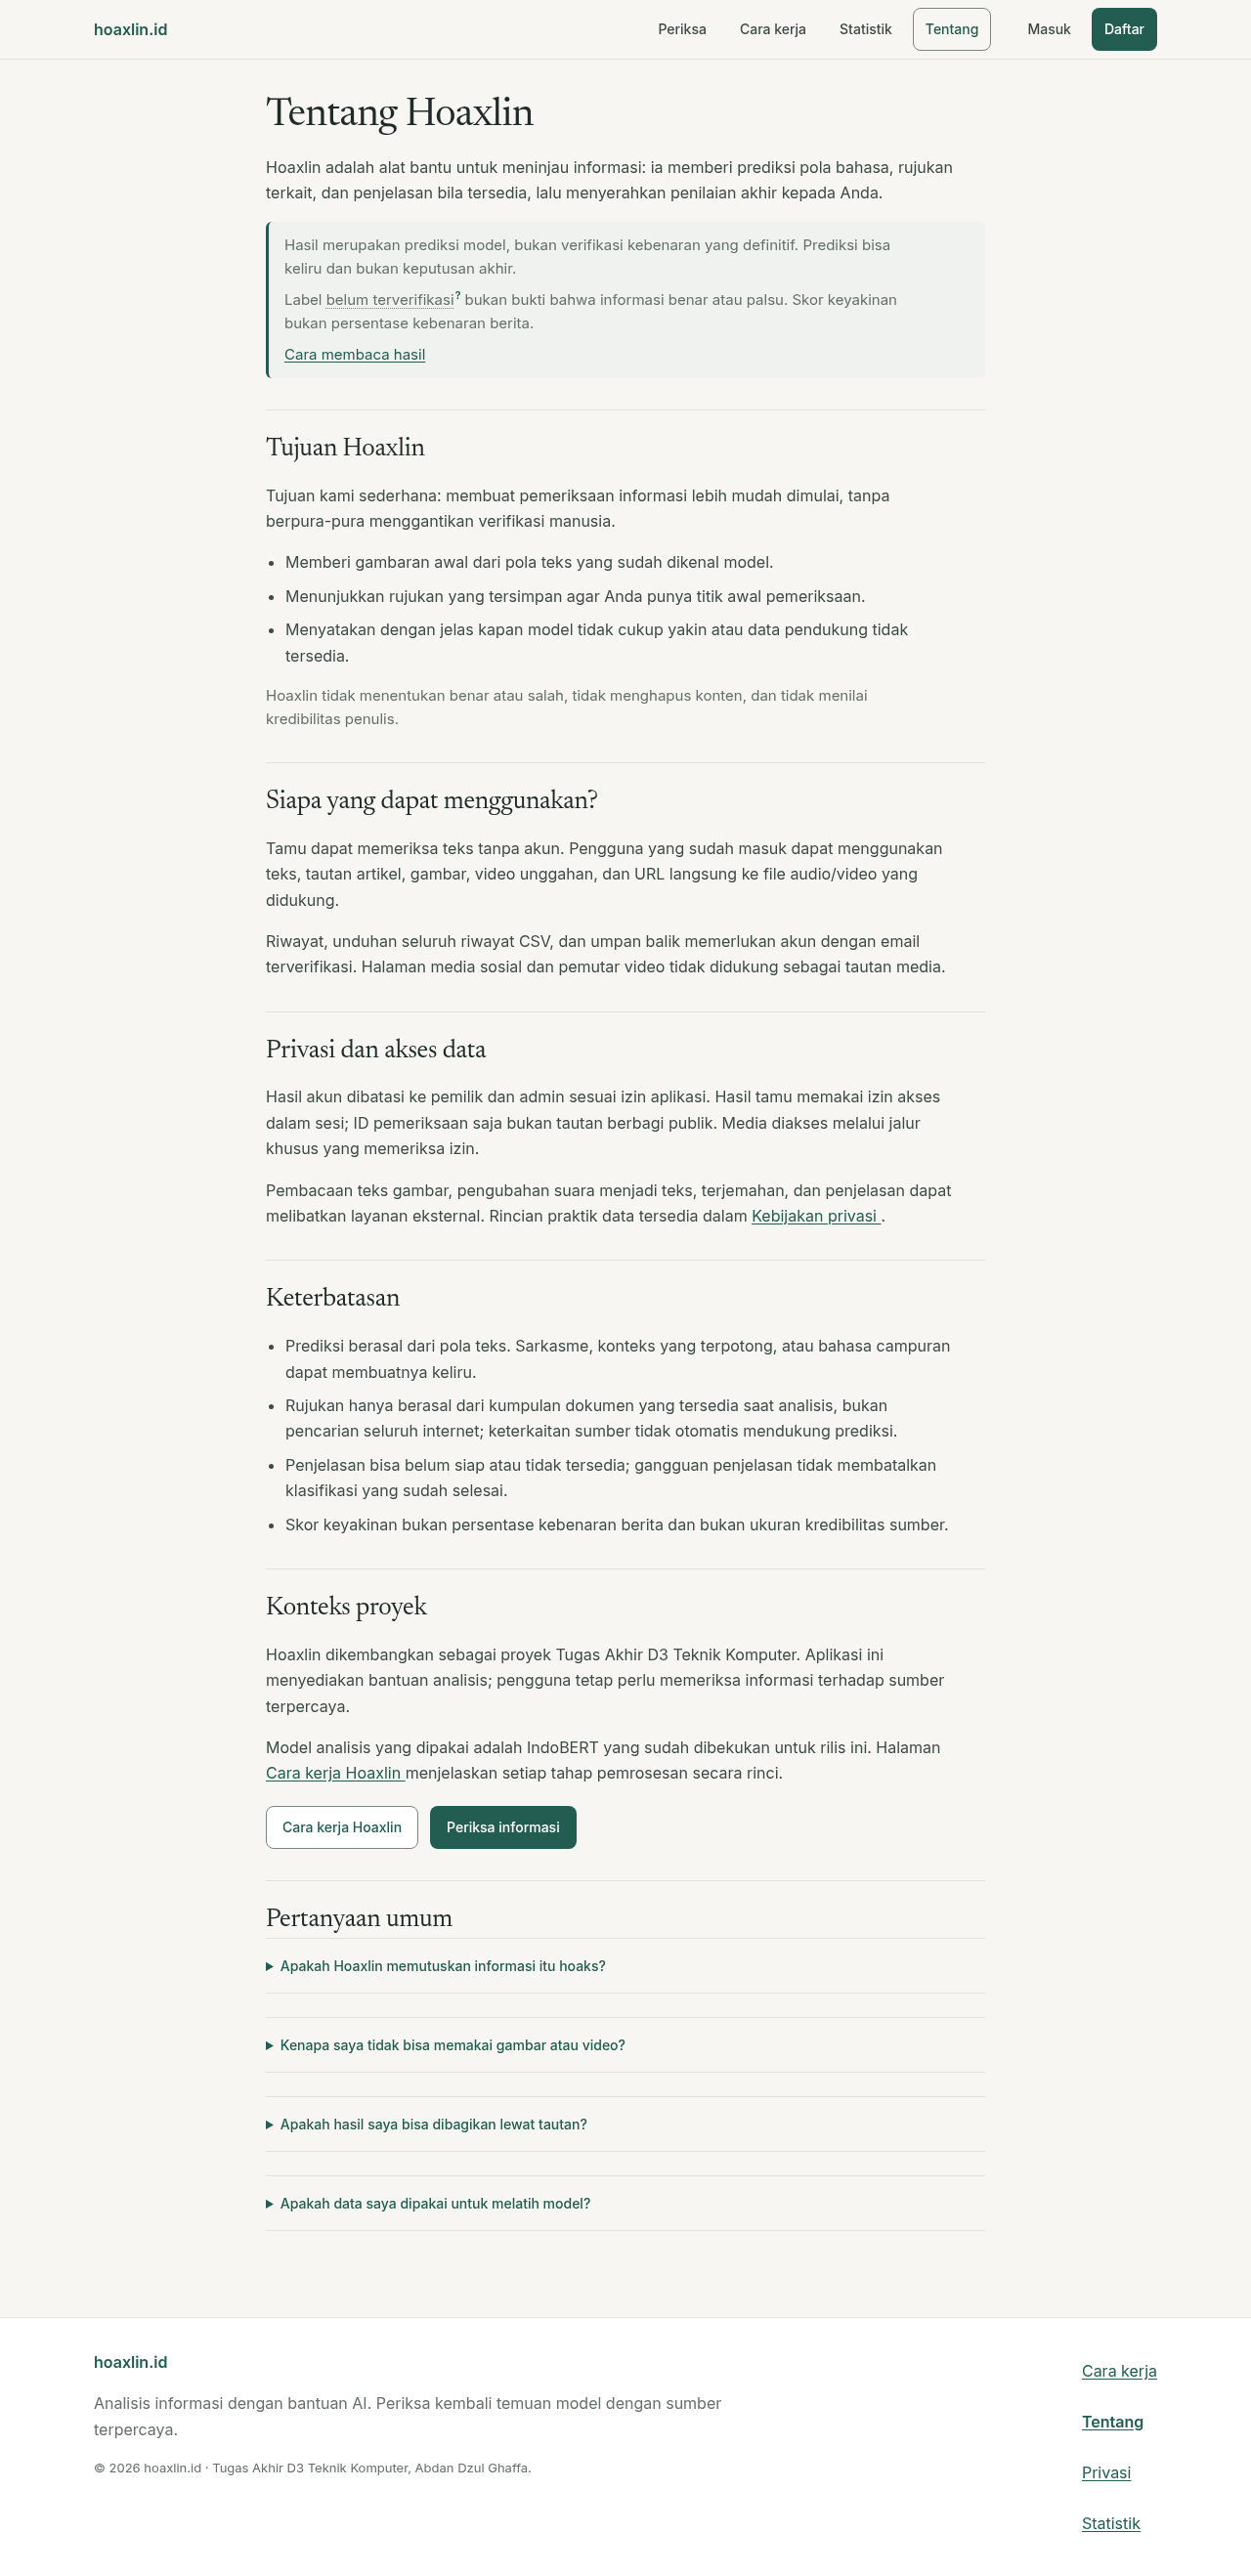 hoaxlin.id
Periksa
Cara kerja
Statistik
Tentang
Masuk
Daftar
Tentang Hoaxlin
Hoaxlin adalah alat bantu untuk meninjau informasi: ia memberi prediksi pola bahasa, rujukan
terkait, dan penjelasan bila tersedia, lalu menyerahkan penilaian akhir kepada Anda.
Hasil merupakan prediksi model, bukan verifikasi kebenaran yang definitif. Prediksi bisa
keliru dan bukan keputusan akhir.
Label belum terverifikasi? bukan bukti bahwa informasi benar atau palsu. Skor keyakinan
bukan persentase kebenaran berita.
Cara membaca hasil
Tujuan Hoaxlin
Tujuan kami sederhana: membuat pemeriksaan informasi lebih mudah dimulai, tanpa
berpura-pura menggantikan verifikasi manusia.
• Memberi gambaran awal dari pola teks yang sudah dikenal model.
• Menunjukkan rujukan yang tersimpan agar Anda punya titik awal pemeriksaan.
• Menyatakan dengan jelas kapan model tidak cukup yakin atau data pendukung tidak
tersedia.
Hoaxlin tidak menentukan benar atau salah, tidak menghapus konten, dan tidak menilai
kredibilitas penulis.
Siapa yang dapat menggunakan?
Tamu dapat memeriksa teks tanpa akun. Pengguna yang sudah masuk dapat menggunakan
teks, tautan artikel, gambar, video unggahan, dan URL langsung ke file audio/video yang
didukung.
Riwayat, unduhan seluruh riwayat CSV, dan umpan balik memerlukan akun dengan email
terverifikasi. Halaman media sosial dan pemutar video tidak didukung sebagai tautan media.
Privasi dan akses data
Hasil akun dibatasi ke pemilik dan admin sesuai izin aplikasi. Hasil tamu memakai izin akses
dalam sesi; ID pemeriksaan saja bukan tautan berbagi publik. Media diakses melalui jalur
khusus yang memeriksa izin.
Pembacaan teks gambar, pengubahan suara menjadi teks, terjemahan, dan penjelasan dapat
melibatkan layanan eksternal. Rincian praktik data tersedia dalam Kebijakan privasi .
Keterbatasan
• Prediksi berasal dari pola teks. Sarkasme, konteks yang terpotong, atau bahasa campuran
dapat membuatnya keliru.
• Rujukan hanya berasal dari kumpulan dokumen yang tersedia saat analisis, bukan
pencarian seluruh internet; keterkaitan sumber tidak otomatis mendukung prediksi.
• Penjelasan bisa belum siap atau tidak tersedia; gangguan penjelasan tidak membatalkan
klasifikasi yang sudah selesai.
• Skor keyakinan bukan persentase kebenaran berita dan bukan ukuran kredibilitas sumber.
Konteks proyek
Hoaxlin dikembangkan sebagai proyek Tugas Akhir D3 Teknik Komputer. Aplikasi ini
menyediakan bantuan analisis; pengguna tetap perlu memeriksa informasi terhadap sumber
terpercaya.
Model analisis yang dipakai adalah IndoBERT yang sudah dibekukan untuk rilis ini. Halaman
Cara kerja Hoaxlin menjelaskan setiap tahap pemrosesan secara rinci.
Cara kerja Hoaxlin
Periksa informasi
Pertanyaan umum
Apakah Hoaxlin memutuskan informasi itu hoaks?
Kenapa saya tidak bisa memakai gambar atau video?
Apakah hasil saya bisa dibagikan lewat tautan?
Apakah data saya dipakai untuk melatih model?
hoaxlin.id
Analisis informasi dengan bantuan AI. Periksa kembali temuan model dengan sumber
terpercaya.
© 2026 hoaxlin.id · Tugas Akhir D3 Teknik Komputer, Abdan Dzul Ghaffa.
Cara kerja
Tentang
Privasi
Statistik